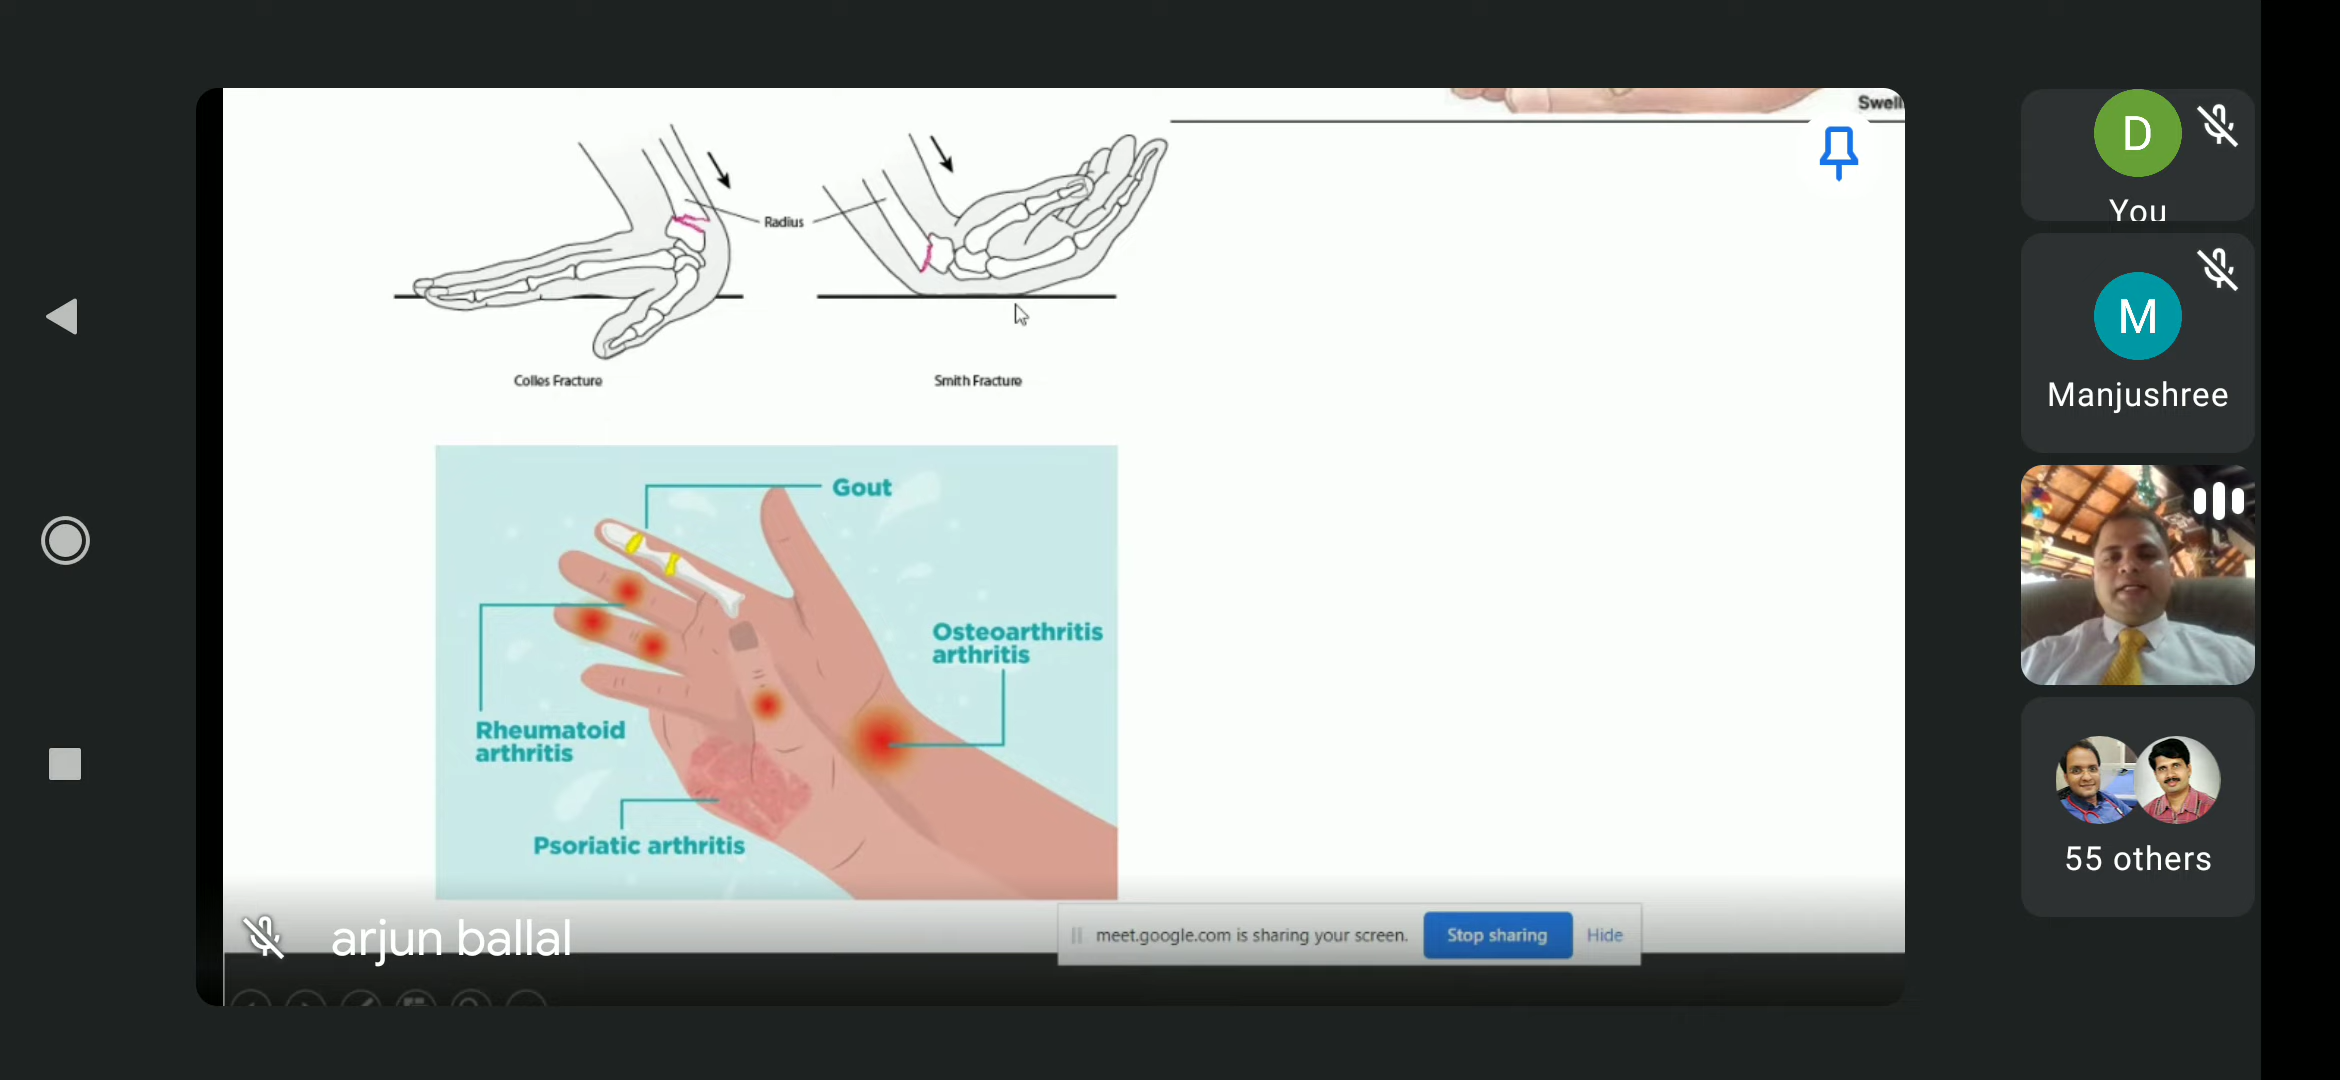 Swell
Radius
Colles Fracture
Smith Fracture
Gout
Osteoarthritis
arthritis
Rheumatoid
arthritis
Psoriatic arthritis
arjun ballal
meet.google.com is sharing your screen.
Stop sharing
Hide
D
You
M
Manjushree
55 others